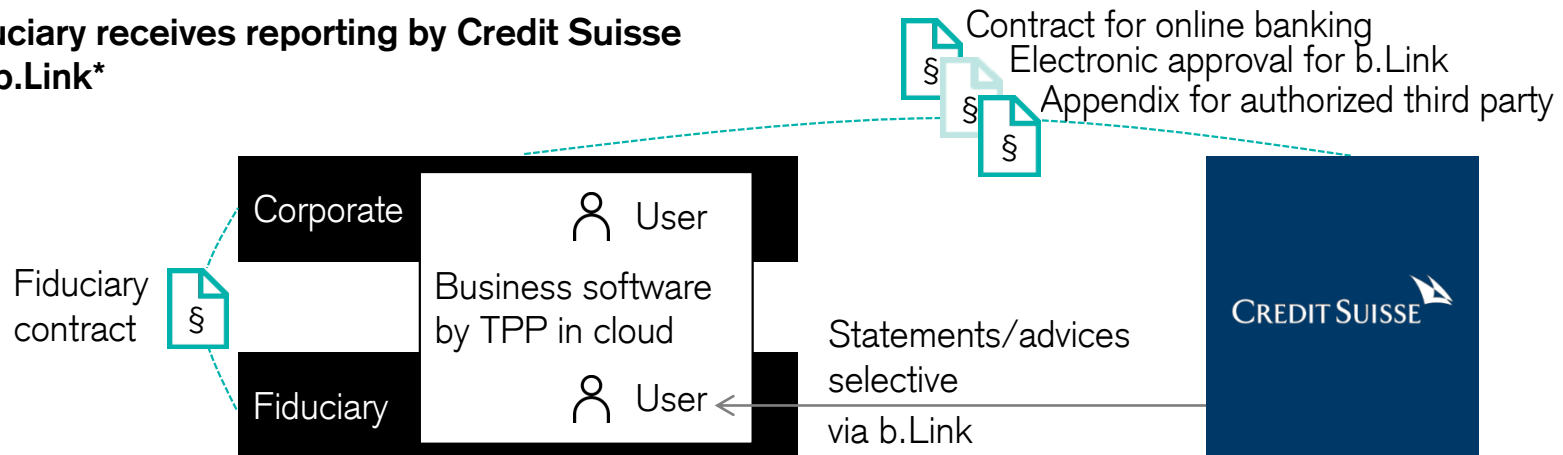 uciary receives reporting by Credit Suisse
b.Link*
Contract for online banking
§
Electronic approval for b.Link
§
Appendix for authorized third party
§
Corporate
User
Fiduciary
contract
§
Business software
by TPP in cloud
Fiduciary
User
Statements/advices
selective
via b.Link
CREDIT SUISSE